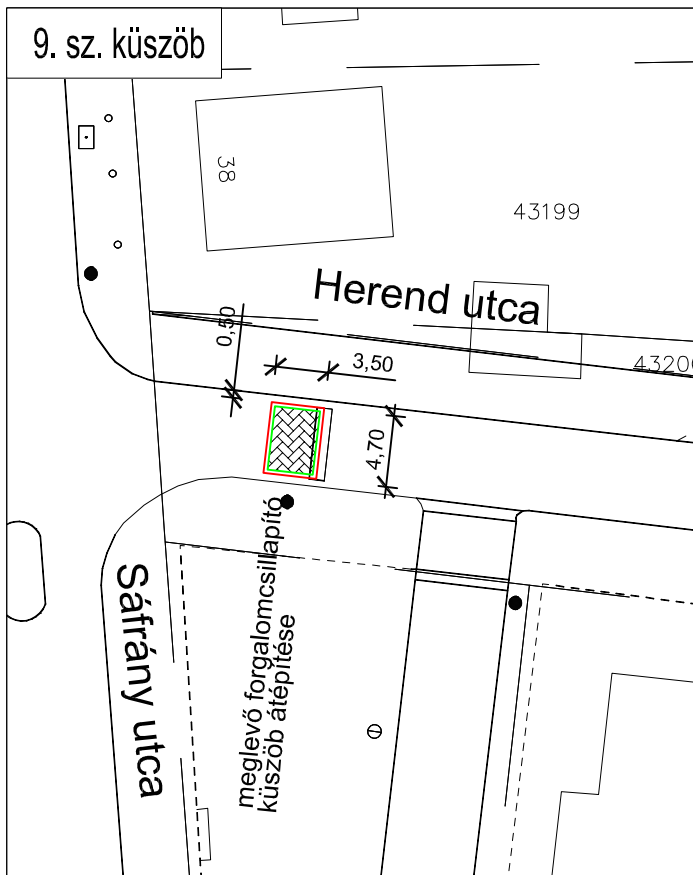 9. sz. küszöb
38
43199
Herend utca
0,50
3,50
4320
4,70
meglevő forgalomcsillapító
küszöb átépítése
Sáfrány utca